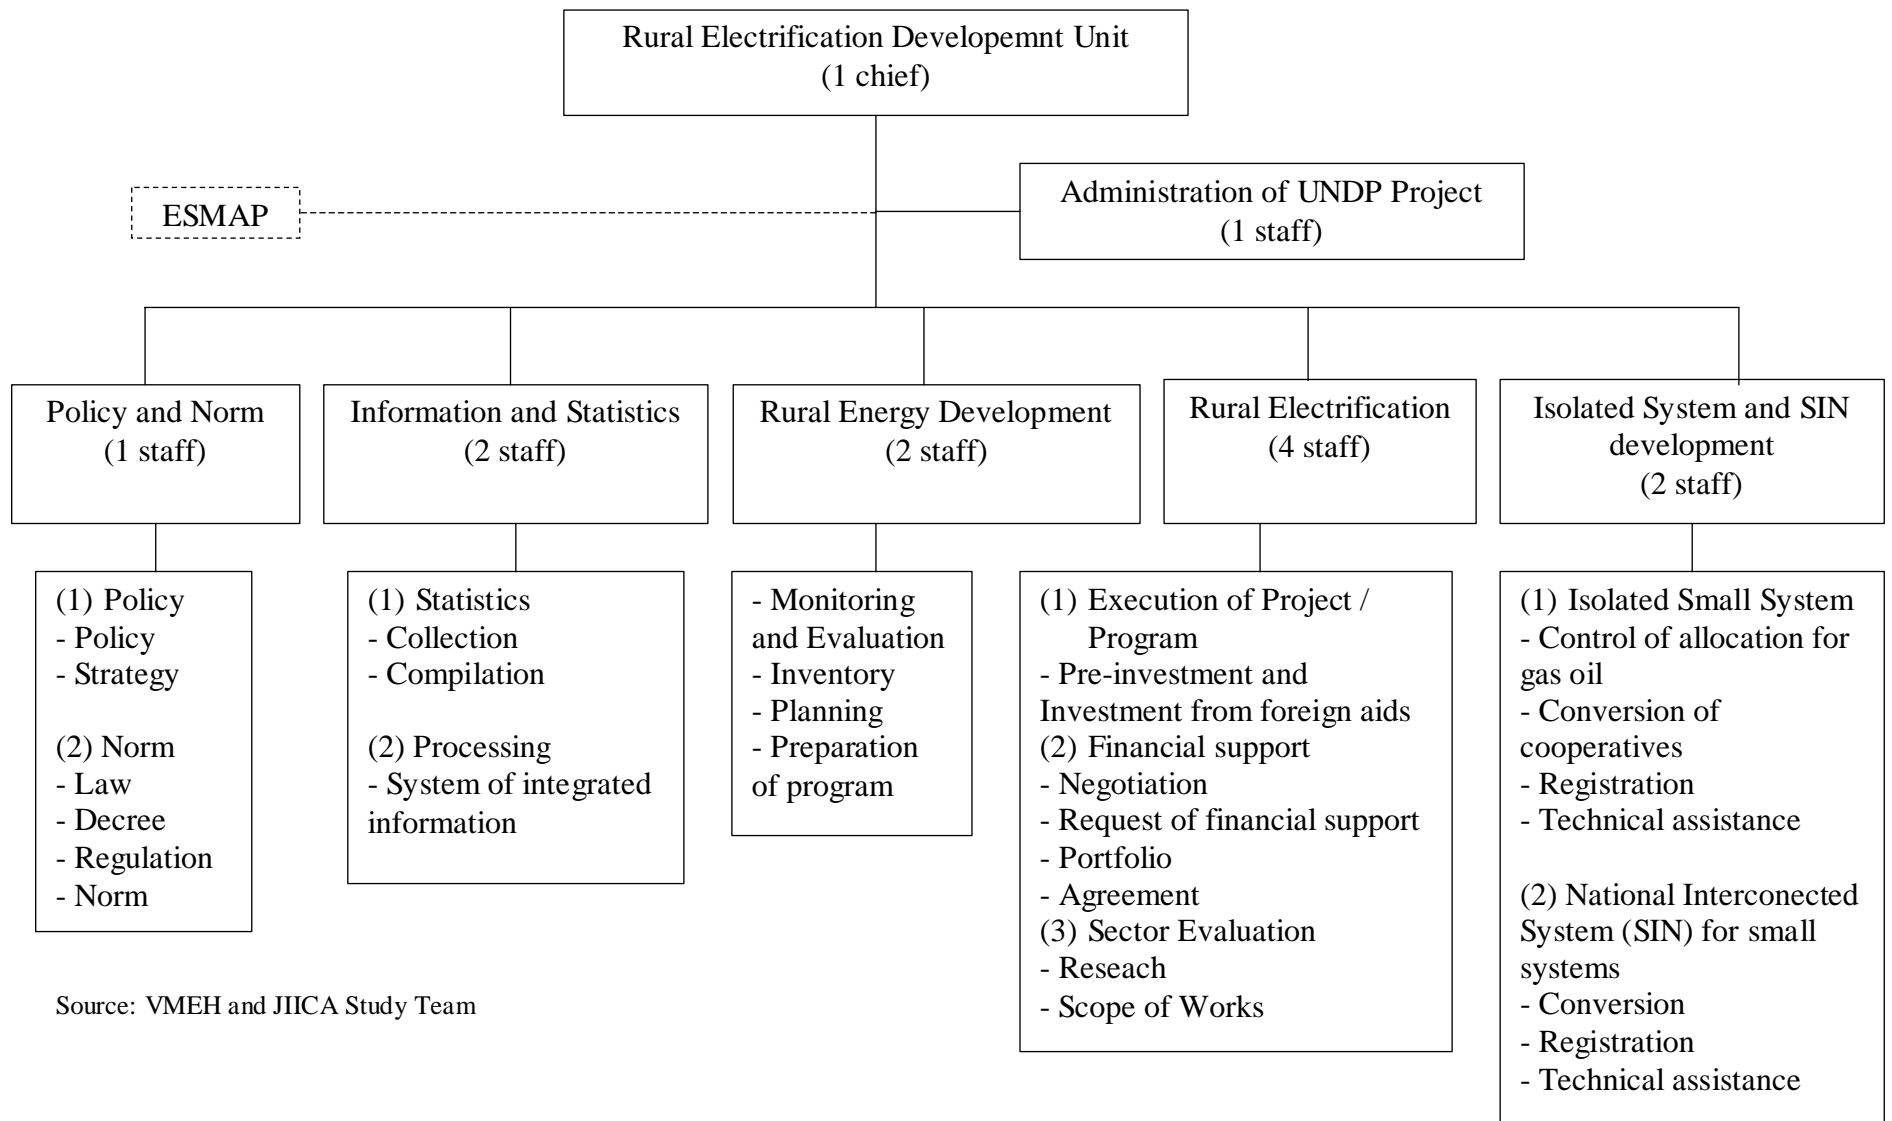 Rural Electrification Developemnt Unit
(1 chief)
ESMAP
Administration of UNDP Project
(1 staff)
Policy and Norm
(1 staff)
Information and Statistics
(2 staff)
Rural Energy Development
(2 staff)
Rural Electrification
(4 staff)
Isolated System and SIN
development
(2 staff)
(1) Policy
- Policy
- Strategy
(2) Norm
- Law
- Decree
- Regulation
- Norm
(1) Statistics
- Collection
- Compilation
(2) Processing
- System of integrated
information
- Monitoring
and Evaluation
- Inventory
- Planning
- Preparation
of program
(1) Execution of Project /
Program
- Pre-investment and
Investment from foreign aids
(2) Financial support
- Negotiation
- Request of financial support
- Portfolio
- Agreement
(3) Sector Evaluation
- Reseach
- Scope of Works
(1) Isolated Small System
- Control of allocation for
gas oil
- Conversion of
cooperatives
- Registration
- Technical assistance
(2) National Interconected
System (SIN) for small
systems
- Conversion
- Registration
- Technical assistance
Source: VMEH and JIICA Study Team